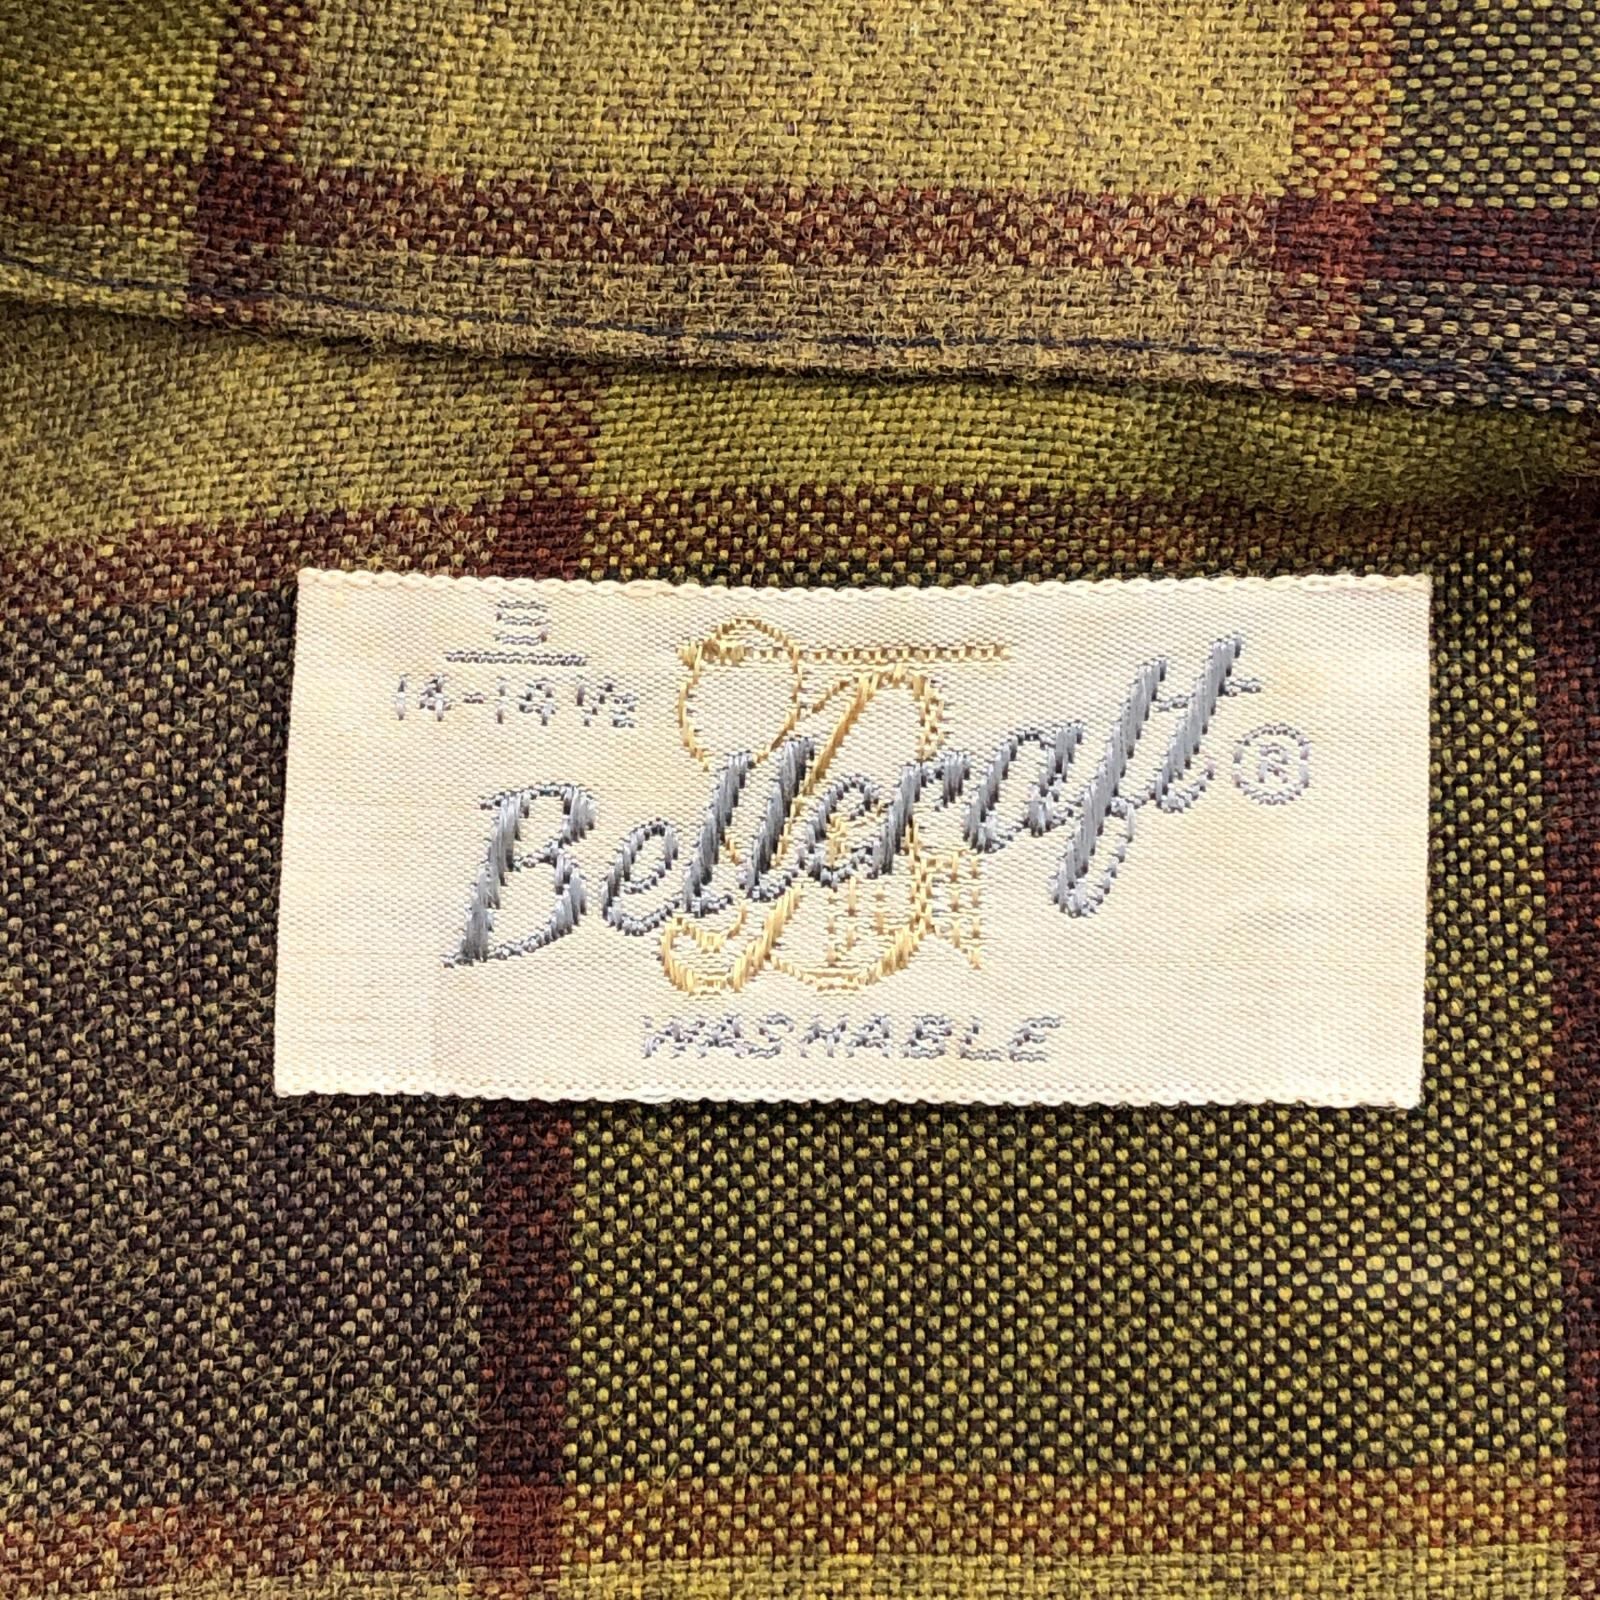 S
14-14½
Bellcraft®
WASHABLE